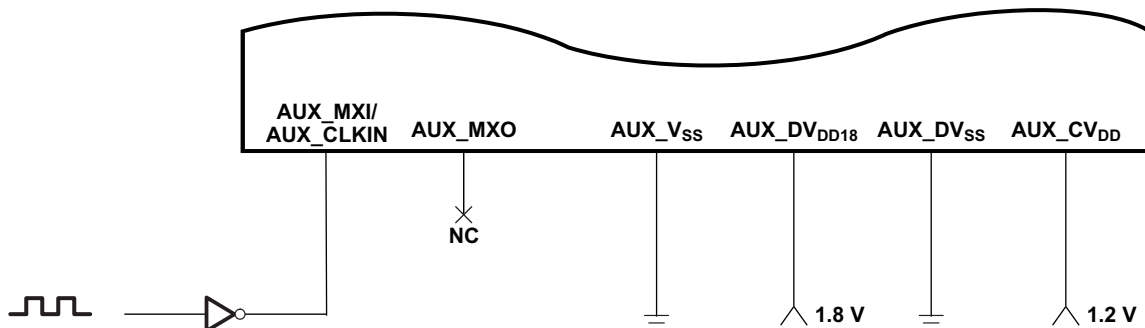 AUX_MXI/
AUX_CLKIN
AUX_MXO
AUX_VSS
AUX_DVDD18
AUX_DVSS
AUX_CVDD
NC
1.8 V
1.2 V